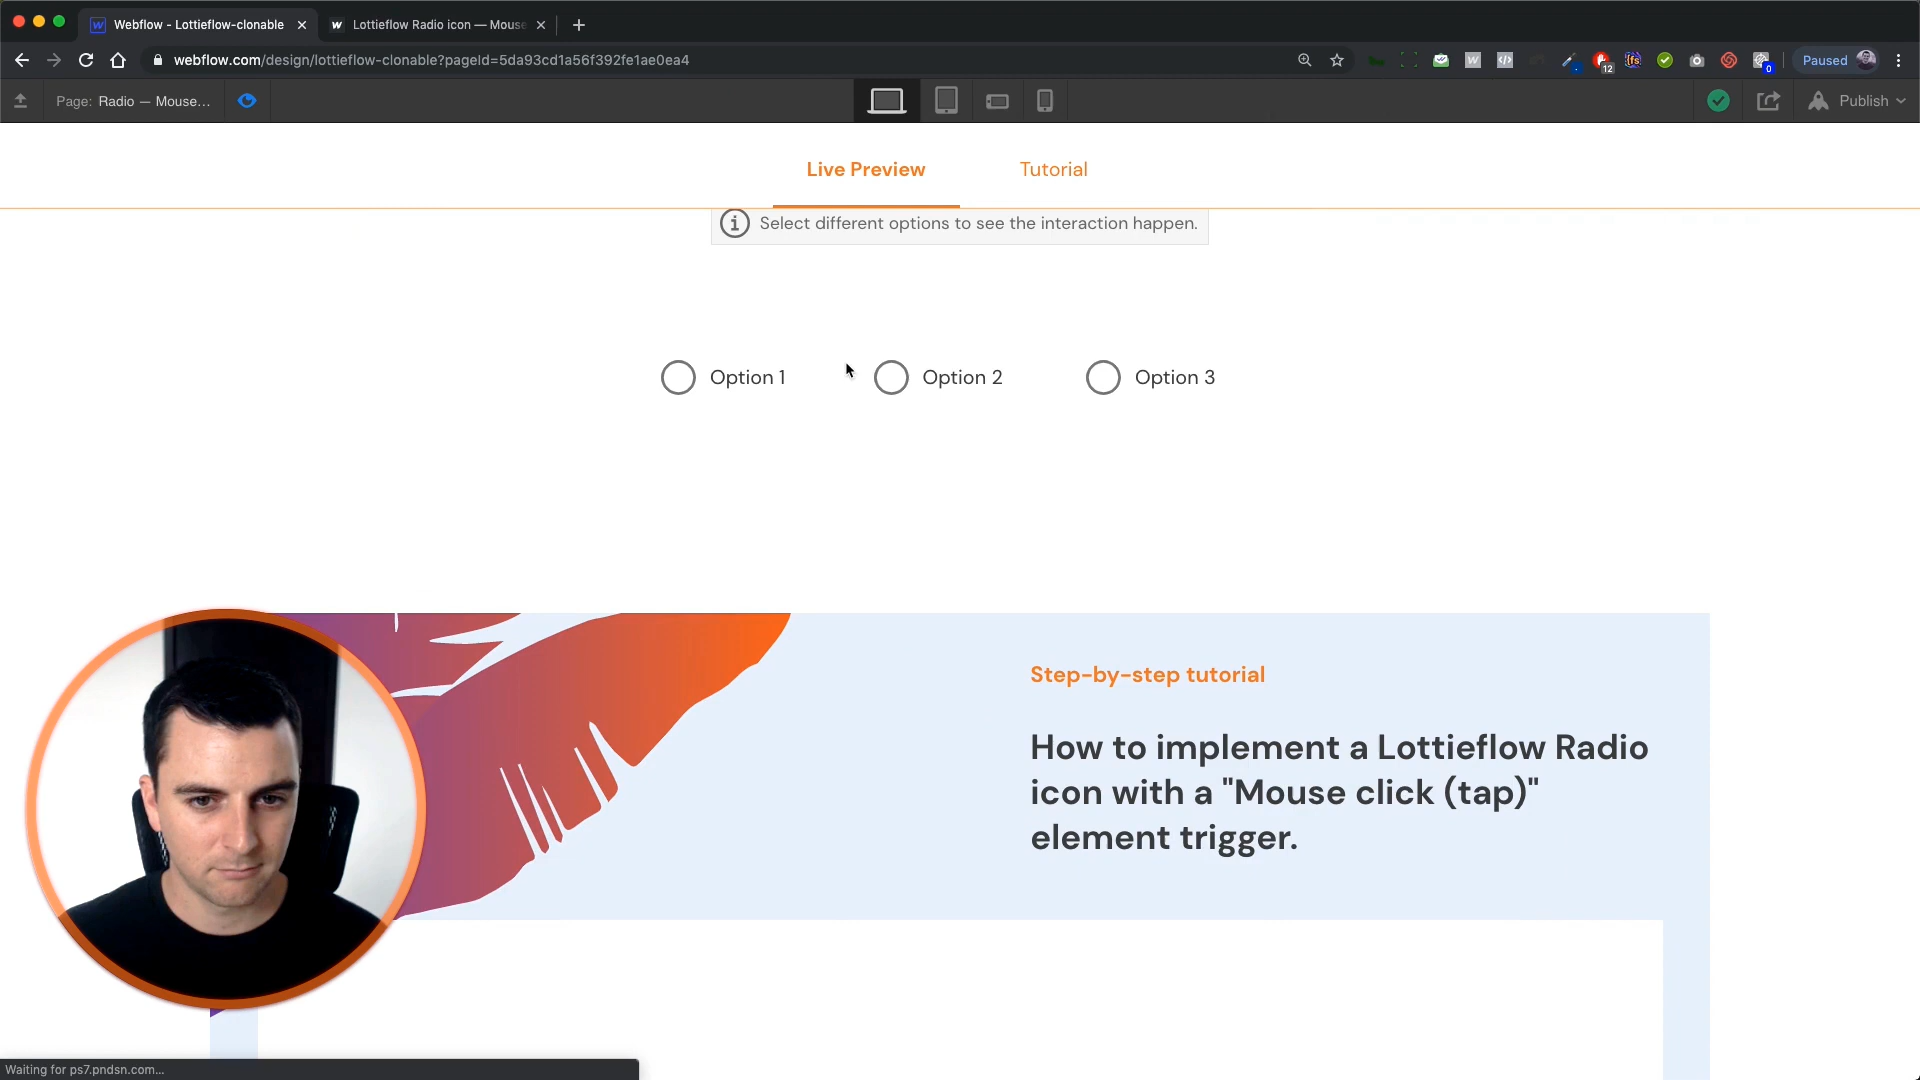 Webflow - Lottieflow-clonable
Lottieflow Radio icon — Mouse
webflow.com/design/lottieflow-clonable?pageId=5da93cd1a56f392fe1ae0ea4
12
{fs
0
Paused
Page: Radio — Mouse...
Publish
Live Preview
Tutorial
Select different options to see the interaction happen.
Option 1
Option 2
Option 3
Step-by-step tutorial
How to implement a Lottieflow Radio
icon with a "Mouse click (tap)"
element trigger.
Waiting for ps7.pndsn.com...